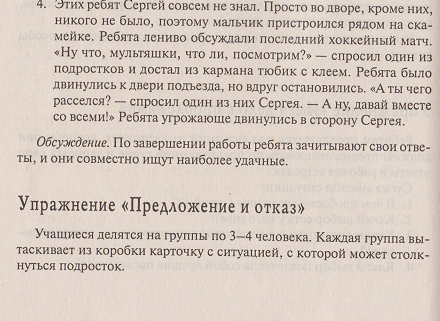 4. Этих ребят Сергей совсем не знал. Просто во дворе, кроме них,
никого не было, поэтому мальчик пристроился рядом на ска-
мейке. Ребята лениво обсуждали последний хоккейный матч.
«Ну что, мультяшки, что ли, посмотрим?» — спросил один из
подростков и достал из кармана тюбик с клеем. Ребята было
двинулись к двери подъезда, но вдруг остановились. «А ты чего
расселся? — спросил один из них Сергея. — А ну, давай вместе
со всеми!» Ребята угрожающе двинулись в сторону Сергея.
Обсуждение. По завершении работы ребята зачитывают свои отве-
ты, и они совместно ищут наиболее удачные.
Упражнение «Предложение и отказ»
Учащиеся делятся на группы по 3–4 человека. Каждая группа вы-
таскивает из коробки карточку с ситуацией, с которой может столк-
нуться подросток.